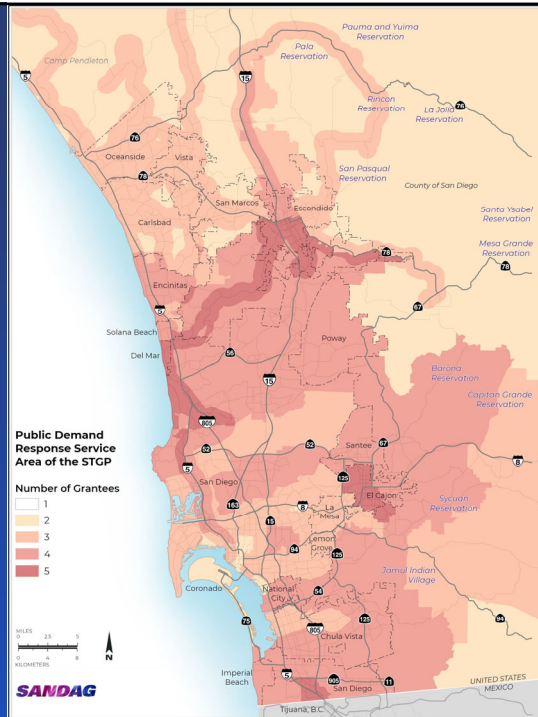 Pauma and Yuima
Reservation
Pala
Reservation
Camp Pendleton
5
15
Rincon
Reservation
La Jolla
Reservation
76
76
Oceanside
Vista
78
San Pasqual
Reservation
County of San Diego
San Marcos
Escondido
Carlsbad
Santa Ysabel
Reservation
Mesa Grande
Reservation
78
78
Encinitas
5
67
Solana Beach
Del Mar
56
Poway
15
Barona
Reservation
Capitan Grande
Reservation
805
Public Demand
Response Service
Area of the STGP
52
52
Santee
67
8
5
125
Number of Grantees
1
2
3
4
5
San Diego
El Cajon
Sycuan
Reservation
163
15
8
La
Mesa
94
Lemon
Grove
125
Jamul Indian
Village
Coronado
National
City
54
75
805
125
94
Chula Vista
MILES
0 2.5 5
0 4 8
KILOMETERS
N
Imperial
Beach
5
905
San Diego
11
UNITED STATES
MEXICO
SANDAG
Tijuana, B.C.